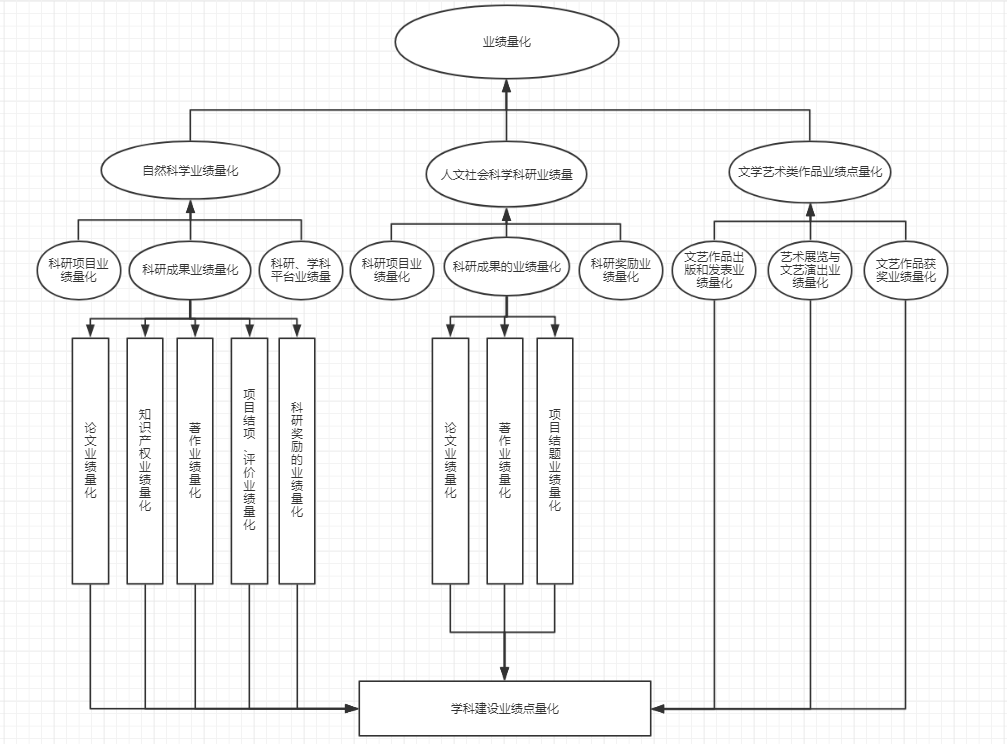 业绩量化
自然科学业绩量化
人文社会科学科研业绩量
文学艺术类作品业绩点量化
科研项目业
绩量化
科研成果业绩量化
科研、学科
平台业绩量
科研项目业
绩量化
科研成果的业绩量化
科研奖励业
绩量化
文艺作品出
版和发表业
绩量化
艺术展览与
文艺演出业
绩量化
文艺作品获
奖业绩量化
论文业绩量化
知识产权业绩量化
著作业绩量化
项目结项、评价业绩量化
科研奖励的业绩量化
论文业绩量化
著作业绩量化
项目结题业绩量化
学科建设业绩点量化